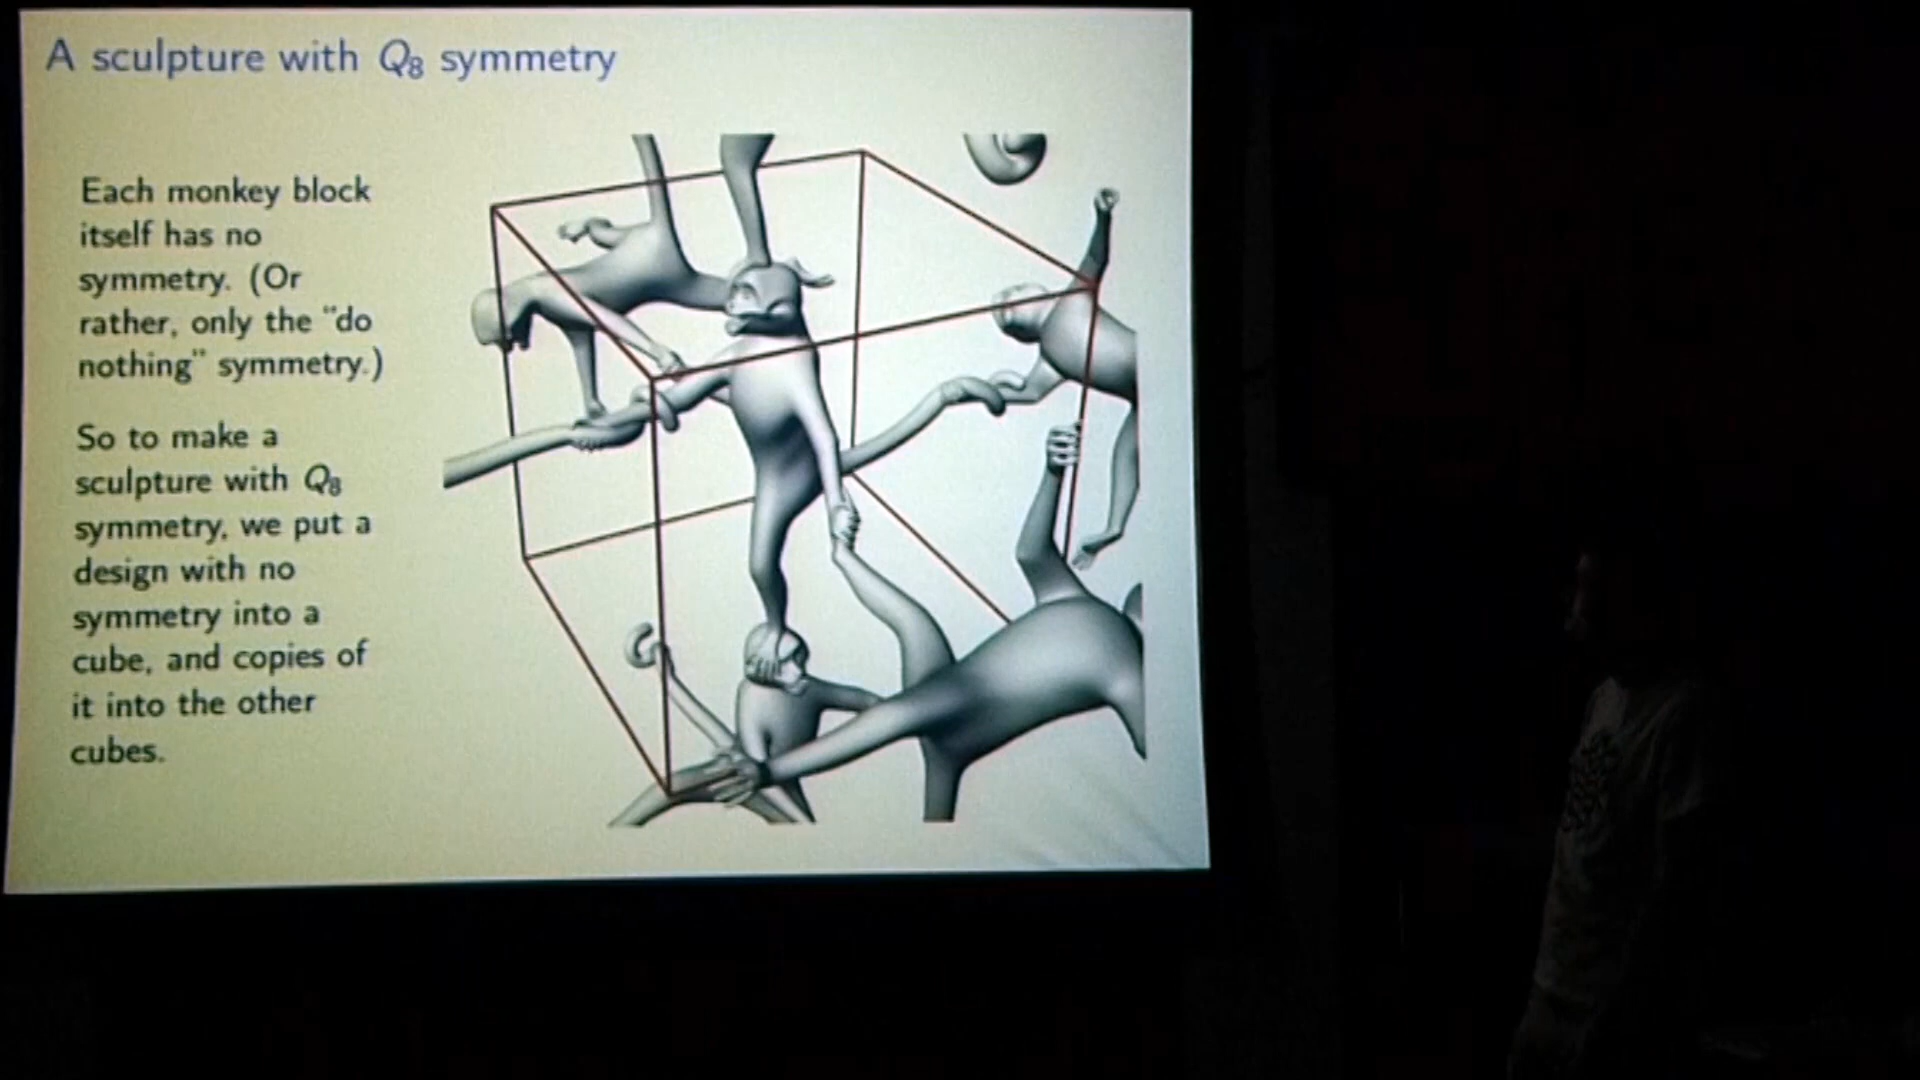 A sculpture with Q8 symmetry
Each monkey block
itself has no
symmetry. (Or
rather, only the "do
nothing" symmetry.)
So to make a
sculpture with Q8
symmetry, we put a
design with no
symmetry into a
cube, and copies of
it into the other
cubes.